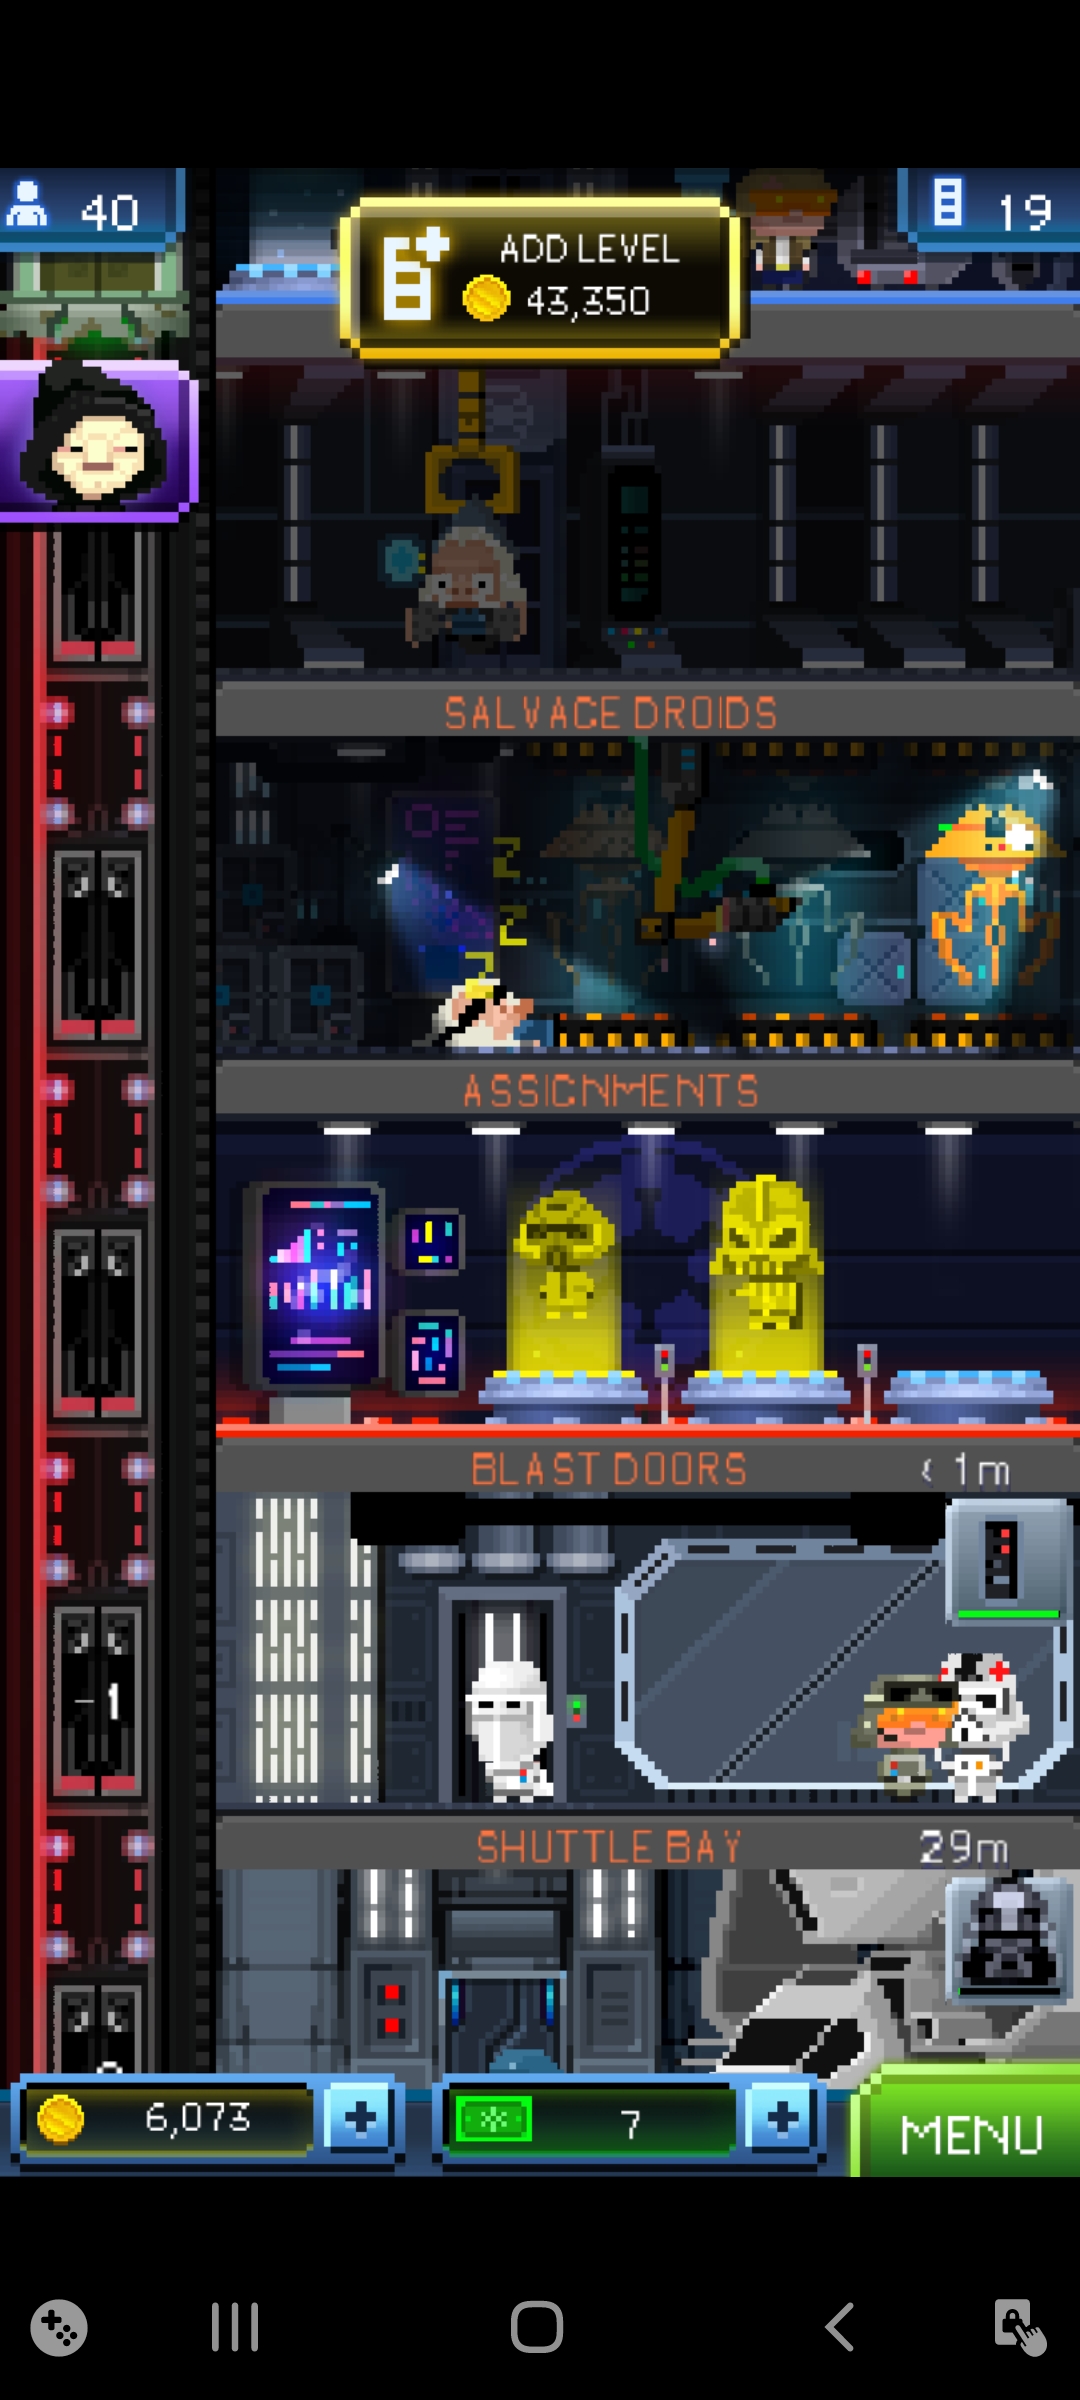 40
19
ADD LEVEL
43,350
SALVAGE DROIDS
Z
Z
Z
ASSIGNMENTS
BLAST DOORS
< 1m
-1
SHUTTLE BAY
29m
6,073
7
MENU